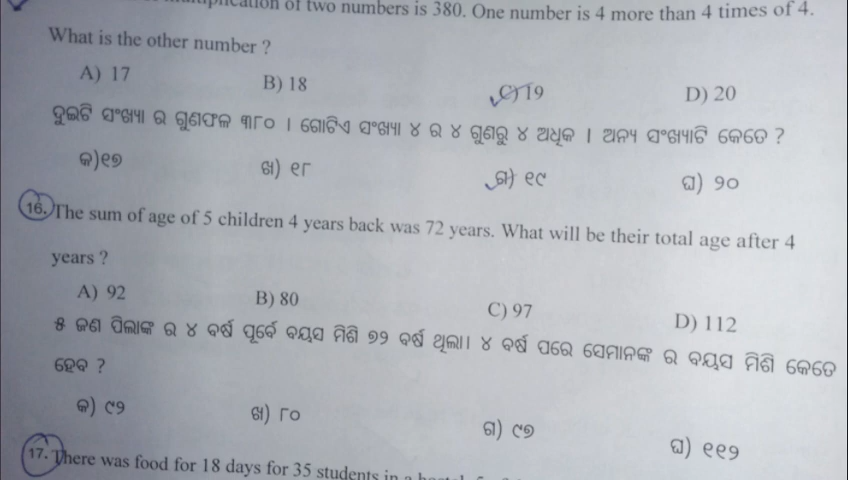 of two numbers is 380. One number is 4 more than 4 times of 4.
What is the other number ?
A) 17 B) 18 C) 19 D) 20
ଦୁଇଟି ସଂଖ୍ୟା ର ଗୁଣଫଳ ୩୮୦ । ଗୋଟିଏ ସଂଖ୍ୟା ୪ ର ୪ ଗୁଣରୁ ୪ ଅଧିକ । ଅନ୍ୟ ସଂଖ୍ୟାଟି କେତେ ?
କ) ୧୭ ଖ) ୧୮ ଗ) ୧୯ ଘ) ୨୦
16. The sum of age of 5 children 4 years back was 72 years. What will be their total age after 4
years ?
A) 92 B) 80 C) 97 D) 112
୫ ଜଣ ପିଲାଙ୍କ ର ୪ ବର୍ଷ ପୂର୍ବେ ବୟସ ମିଶି ୭୨ ବର୍ଷ ଥିଲା। ୪ ବର୍ଷ ପରେ ସେମାନଙ୍କ ର ବୟସ ମିଶି କେତେ
ହେବ ?
କ) ୯୨ ଖ) ୮୦ ଗ) ୯୭ ଘ) ୧୧୨
17. There was food for 18 days for 35 students in a